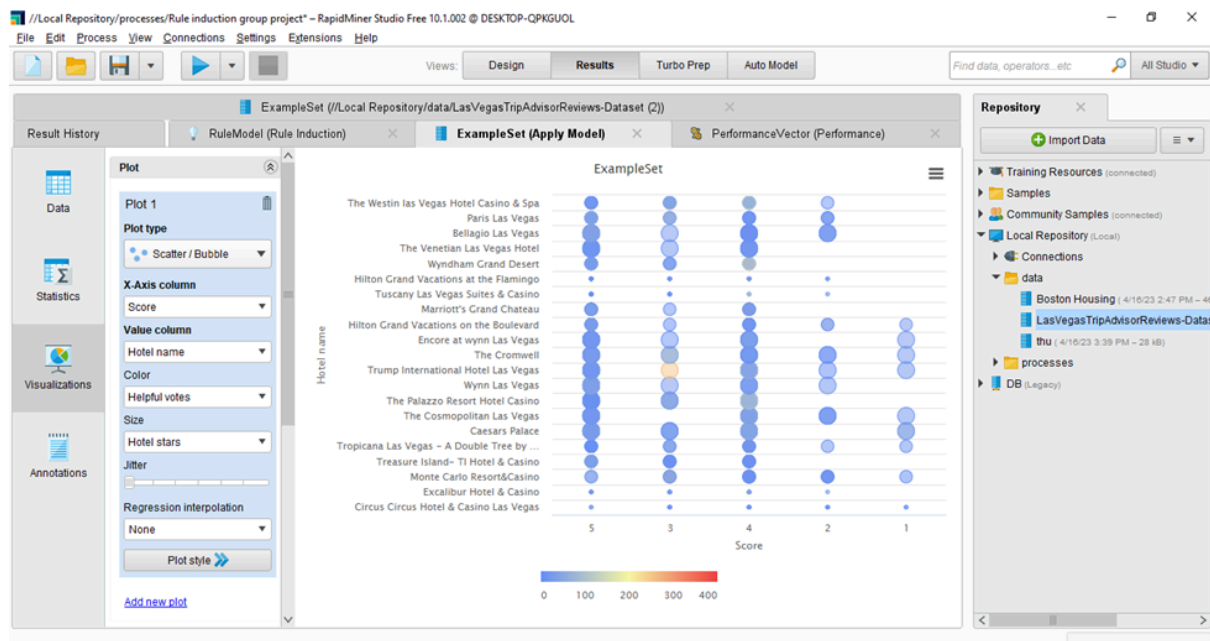 //Local Repository/processes/Rule induction group project* – RapidMiner Studio Free 10.1.002 @ DESKTOP-QPKGUOL
File Edit Process View Connections Settings Extensions Help
Views: Design Results Turbo Prep Auto Model Find data, operators...etc All Studio
ExampleSet (//Local Repository/data/LasVegasTripAdvisorReviews-Dataset (2))
Result History RuleModel (Rule Induction) ExampleSet (Apply Model) PerformanceVector (Performance)
Data
Statistics
Visualizations
Annotations
Plot
Plot 1
Plot type
Scatter / Bubble
X-Axis column
Score
Value column
Hotel name
Color
Helpful votes
Size
Hotel stars
Jitter
Regression interpolation
None
Plot style
Add new plot
ExampleSet
Hotel name
The Westin las Vegas Hotel Casino & Spa
Paris Las Vegas
Bellagio Las Vegas
The Venetian Las Vegas Hotel
Wyndham Grand Desert
Hilton Grand Vacations at the Flamingo
Tuscany Las Vegas Suites & Casino
Marriott's Grand Chateau
Hilton Grand Vacations on the Boulevard
Encore at wynn Las Vegas
The Cromwell
Trump International Hotel Las Vegas
Wynn Las Vegas
The Palazzo Resort Hotel Casino
The Cosmopolitan Las Vegas
Caesars Palace
Tropicana Las Vegas – A Double Tree by ...
Treasure Island– TI Hotel & Casino
Monte Carlo Resort&Casino
Excalibur Hotel & Casino
Circus Circus Hotel & Casino Las Vegas
5 3 4 2 1
Score
0 100 200 300 400
Repository
Import Data
Training Resources (connected)
Samples
Community Samples (connected)
Local Repository (Local)
Connections
data
Boston Housing ( 4/16/23 2:47 PM – 4
LasVegasTripAdvisorReviews-Datas
thu ( 4/16/23 3:39 PM – 28 kB)
processes
DB (Legacy)